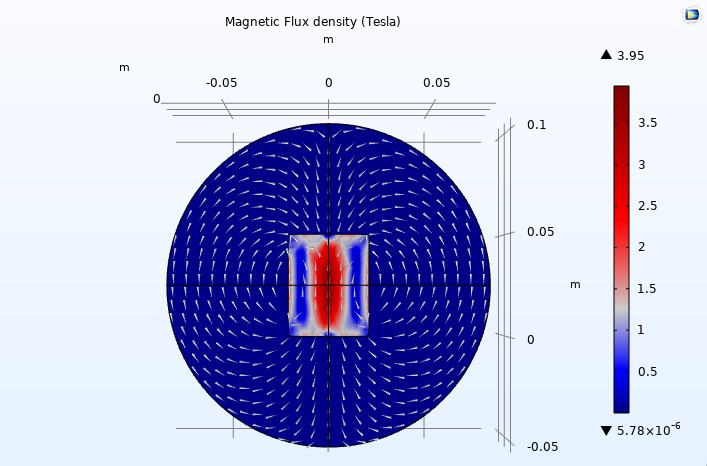 Magnetic Flux density (Tesla)
m
m
-0.05 0 0.05
0
▲ 3.95
3.5
3
2.5
2
1.5
1
0.5
▼ 5.78×10⁻⁶
0.1
0.05
m
0
-0.05